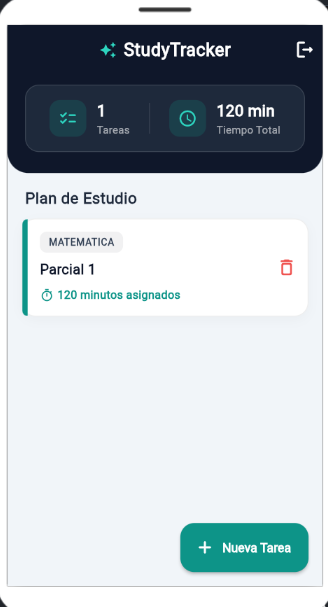 StudyTracker
1
Tareas
120 min
Tiempo Total
Plan de Estudio
MATEMATICA
Parcial 1
120 minutos asignados
+ Nueva Tarea